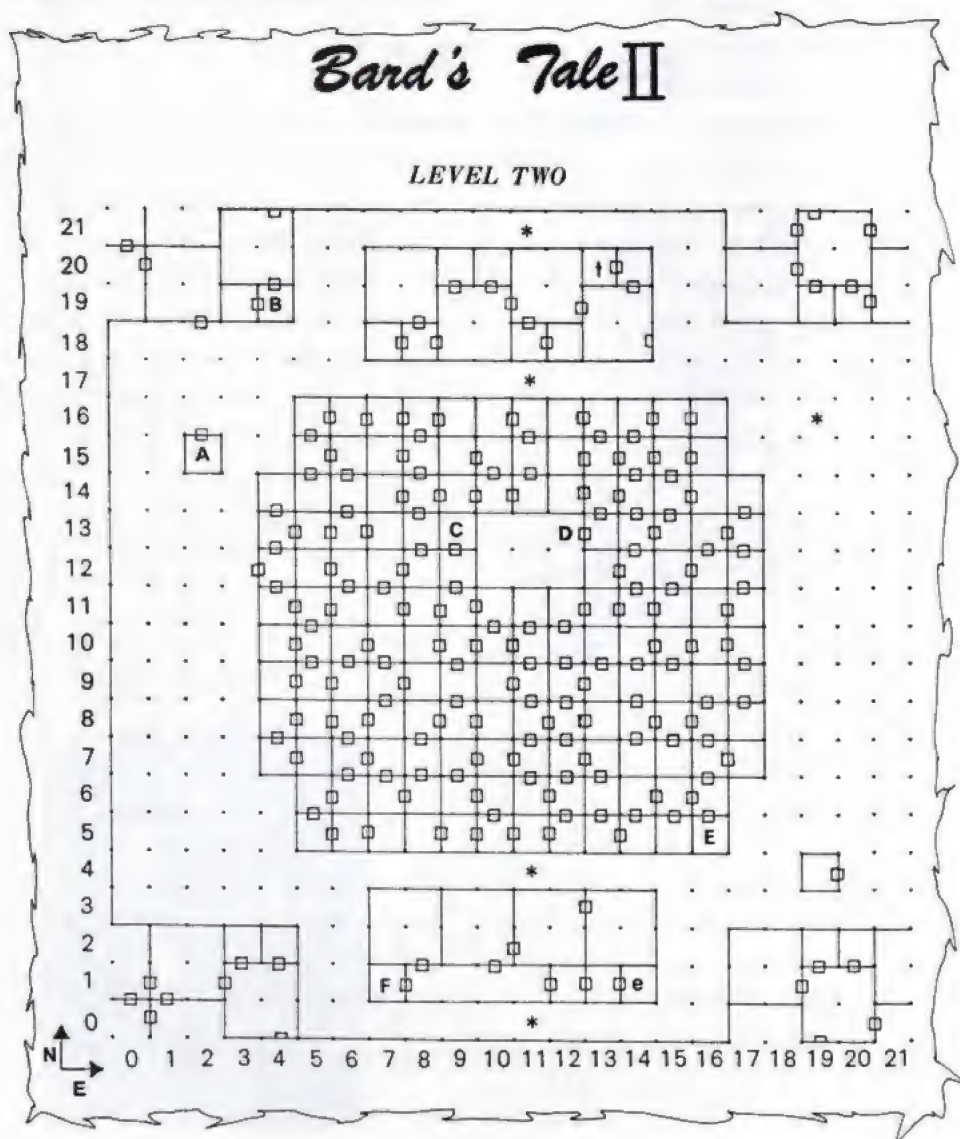 Bard's Tale II
LEVEL TWO
21
*
20 t
19 B
18
17 *
16 *
15 A
14
13 C D
12
11
10
9
8
7
6
5 E
4 *
3
2
1 F e
0 *
N
E
0 1 2 3 4 5 6 7 8 9 10 11 12 13 14 15 16 17 18 19 20 21